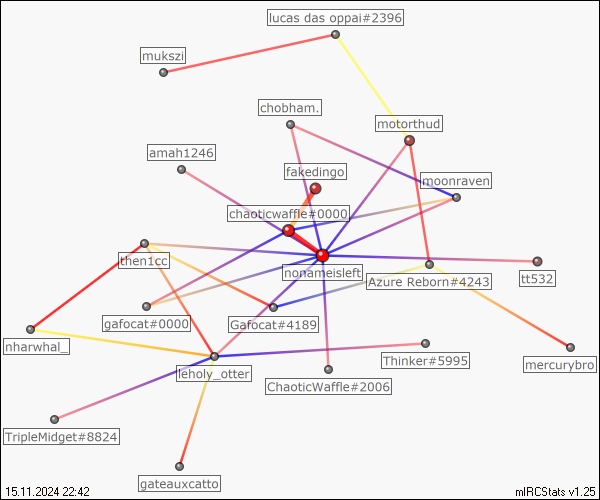 lucas das oppai#2396
mukszi
chobham.
motorthud
amah1246
fakedingo
moonraven
chaoticwaffle#0000
then1cc
nonameisleft
Azure Reborn#4243
tt532
gafocat#0000
Gafocat#4189
nharwhal_
leholy_otter
Thinker#5995
mercurybro
ChaoticWaffle#2006
TripleMidget#8824
gateauxcatto
15.11.2024 22:42
mIRCStats v1.25